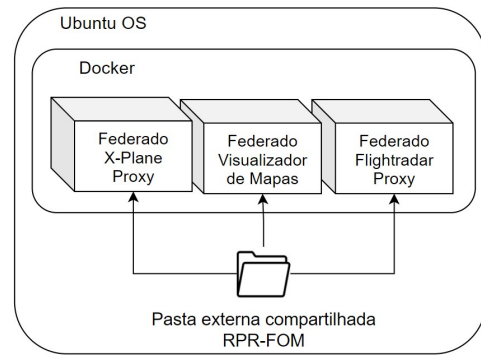 Ubuntu OS
Docker
Federado
X-Plane
Proxy
Federado
Visualizador
de Mapas
Federado
Flightradar
Proxy
Pasta externa compartilhada
RPR-FOM